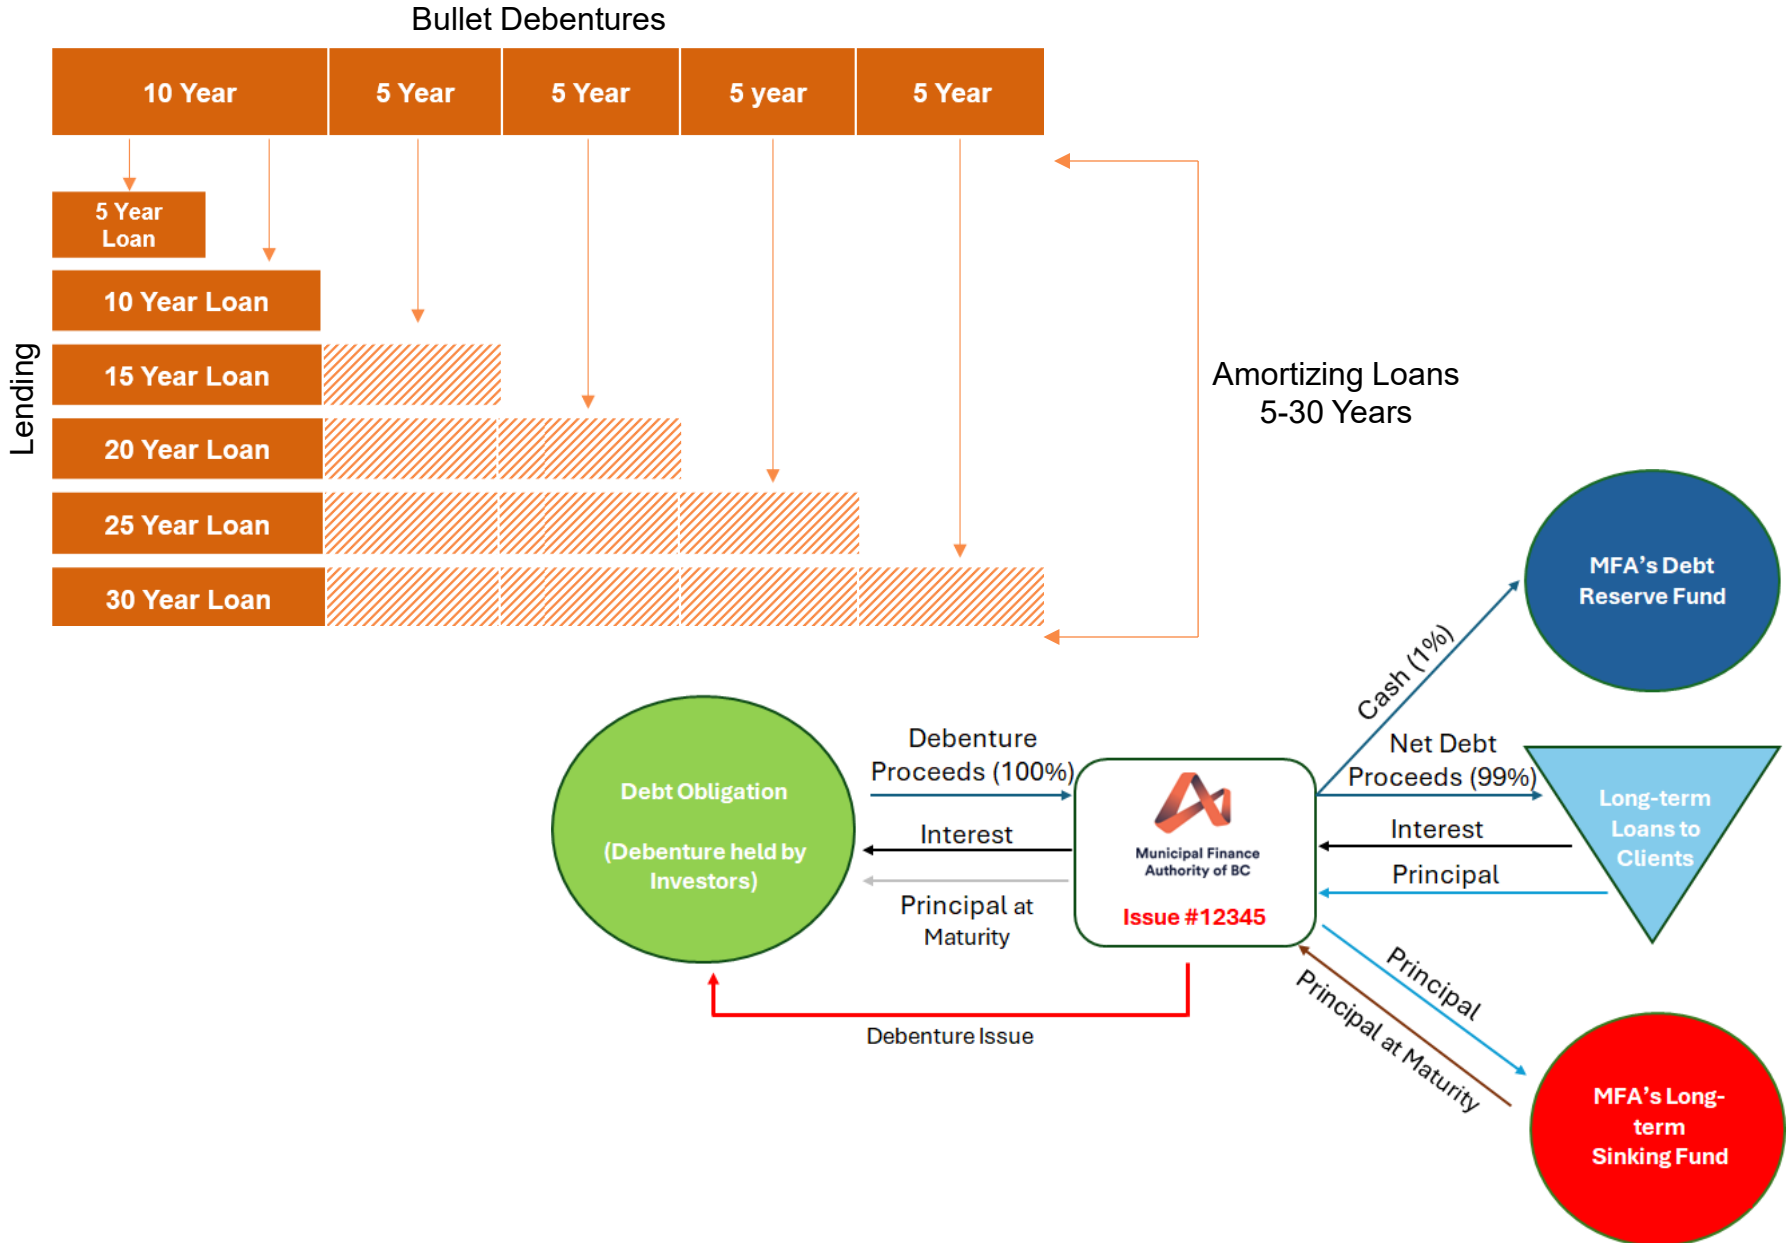 Bullet Debentures
10 Year
5 Year
5 Year
5 year
5 Year
5 Year
Loan
10 Year Loan
15 Year Loan
20 Year Loan
25 Year Loan
30 Year Loan
Lending
Amortizing Loans
5-30 Years
MFA's Debt
Reserve Fund
Cash (1%)
Debenture
Proceeds (100%)
Net Debt
Proceeds (99%)
Debt Obligation
(Debenture held by
Investors)
Interest
Principal at
Maturity
Municipal Finance
Authority of BC
Issue #12345
Interest
Principal
Long-term
Loans to
Clients
Principal
Principal at Maturity
Debenture Issue
MFA's Long-
term
Sinking Fund